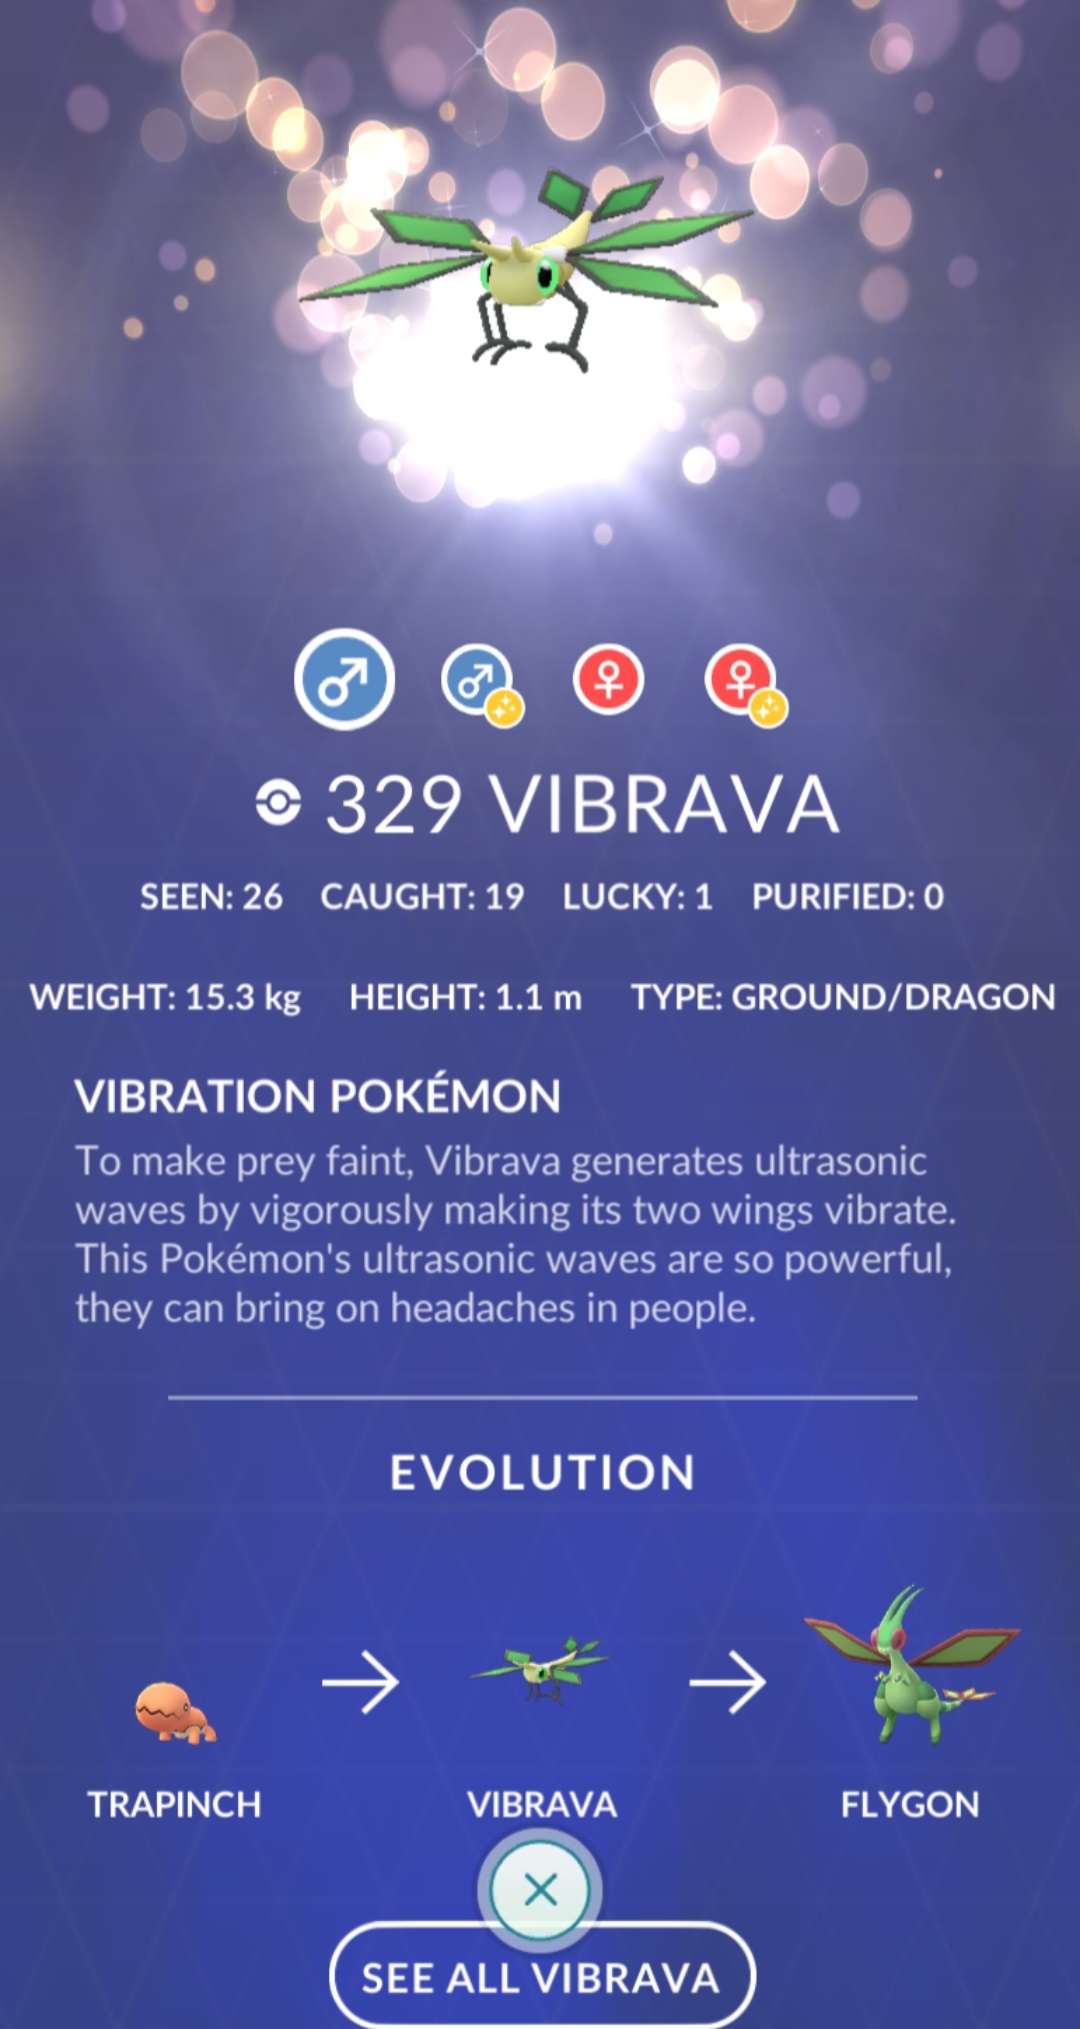 329 VIBRAVA
SEEN: 26 CAUGHT: 19 LUCKY: 1 PURIFIED: 0
WEIGHT: 15.3 kg HEIGHT: 1.1 m TYPE: GROUND/DRAGON
VIBRATION POKÉMON
To make prey faint, Vibrava generates ultrasonic
waves by vigorously making its two wings vibrate.
This Pokémon's ultrasonic waves are so powerful,
they can bring on headaches in people.
EVOLUTION
TRAPINCH VIBRAVA FLYGON
SEE ALL VIBRAVA